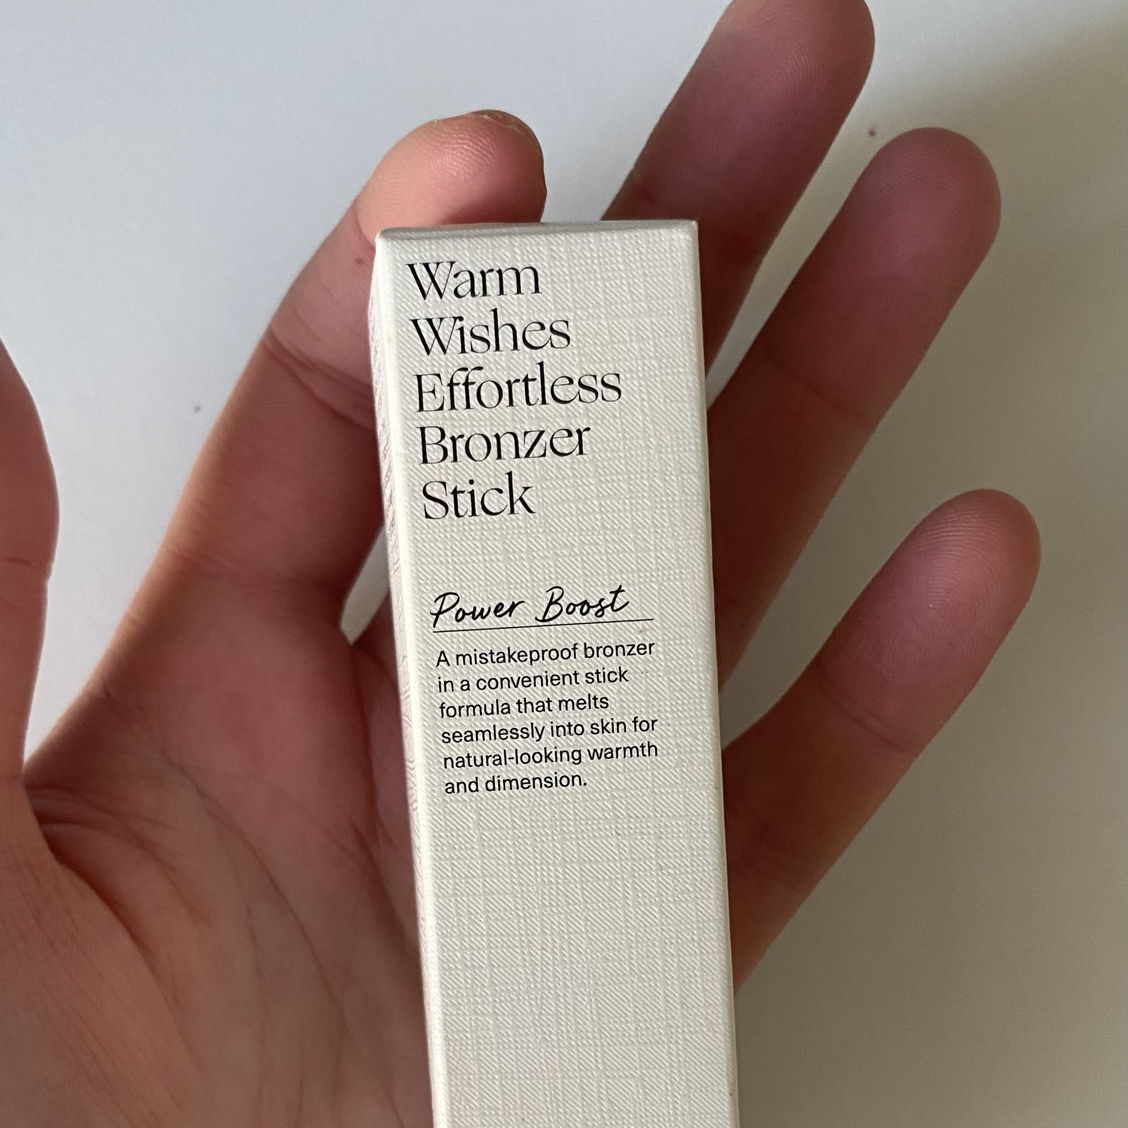 Warm
Wishes
Effortless
Bronzer
Stick
Power Boost
A mistakeproof bronzer
in a convenient stick
formula that melts
seamlessly into skin for
natural-looking warmth
and dimension.